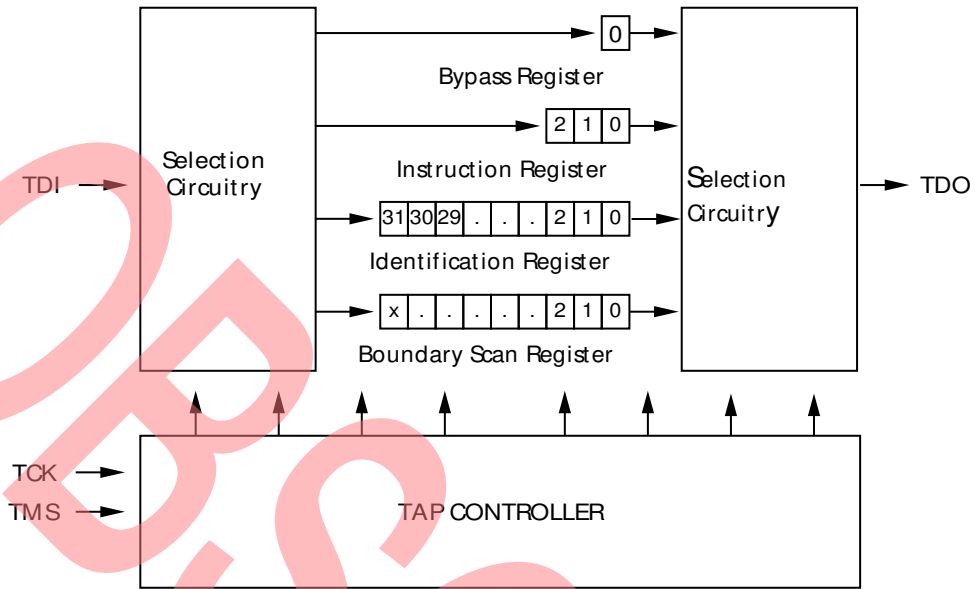 0
Bypass Register
2 1 0
Selection
Circuitry
Instruction Register
Selection
Circuitry
TDI
TDO
31 30 29 . . . 2 1 0
Identification Register
x . . . . . 2 1 0
Boundary Scan Register
TCK
TMS
TAP CONTROLLER
OBS